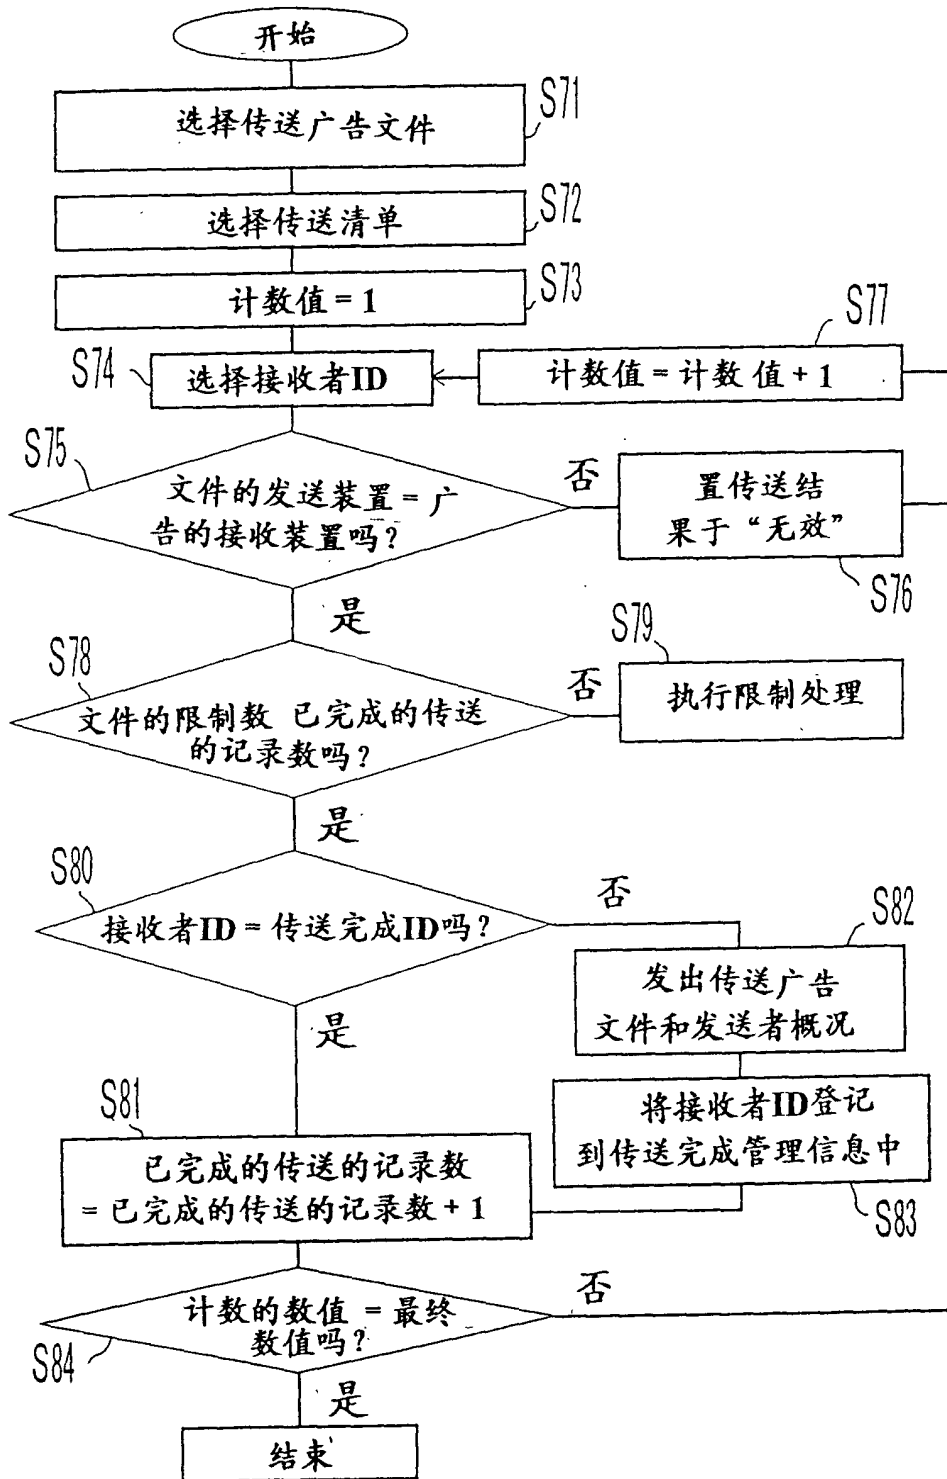 开始
选择传送广告文件
S71
选择传送清单
S72
计数值 = 1
S73
S74
选择接收者ID
S77
计数值 = 计数值 + 1
S75
文件的发送装置 = 广
告的接收装置吗?
否
置传送结
果于“无效”
S76
是
S78
文件的限制数 已完成的传送
的记录数吗?
否
S79
执行限制处理
是
S80
接收者ID = 传送完成ID吗?
否
S82
发出传送广告
文件和发送者概况
是
将接收者ID登记
到传送完成管理信息中
S83
S81
已完成的传送的记录数
= 已完成的传送的记录数 + 1
计数的数值 = 最终
数值吗?
S84
否
是
结束